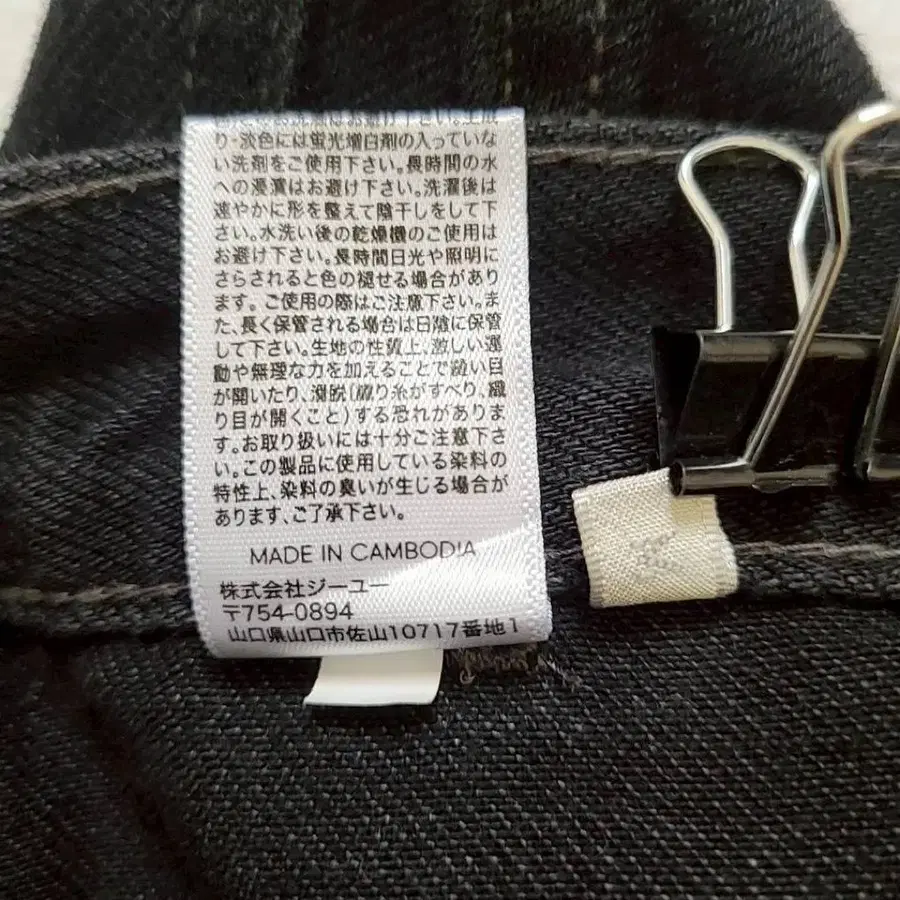 お避け下さい。生成
り・淡色には蛍光増白剤の入っていな
い洗剤をご使用下さい。長時間の水
への浸漬はお避け下さい。洗濯後は
速やかに形を整えて陰干しをして下
さい。水洗い後の乾燥機のご使用は
お避け下さい。長時間日光や照明に
さらされると色の褪せる場合があり
ます。ご使用の際はご注意下さい。ま
た、長く保管される場合は日陰に保管
して下さい。生地の性質上、激しい運
動や無理な力を加えることで縫い目
が開いたり、滑脱(織り糸がすべり、織
り目が開くこと)する恐れがありま
す。お取り扱いには十分ご注意下さ
い。この製品に使用している染料の
特性上、染料の臭いが生じる場合が
あります、ご了承下さい。
MADE IN CAMBODIA
株式会社ジーユー
〒754-0894
山口県山口市佐山10717番地1